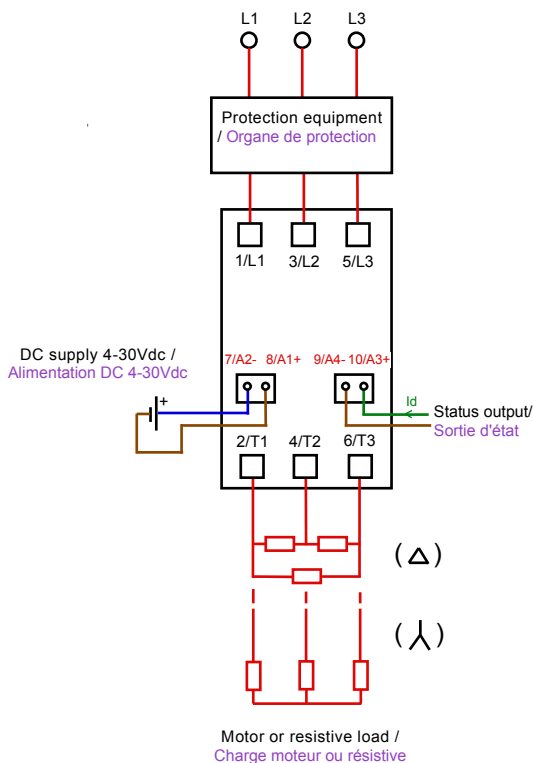 L1 L2 L3
Protection equipment
/ Organe de protection
1/L1 3/L2 5/L3
DC supply 4-30Vdc /
Alimentation DC 4-30Vdc
7/A2- 8/A1+ 9/A4- 10/A3+
+
Id
Status output/
Sortie d'état
2/T1 4/T2 6/T3
( )
( )
Motor or resistive load /
Charge moteur ou résistive